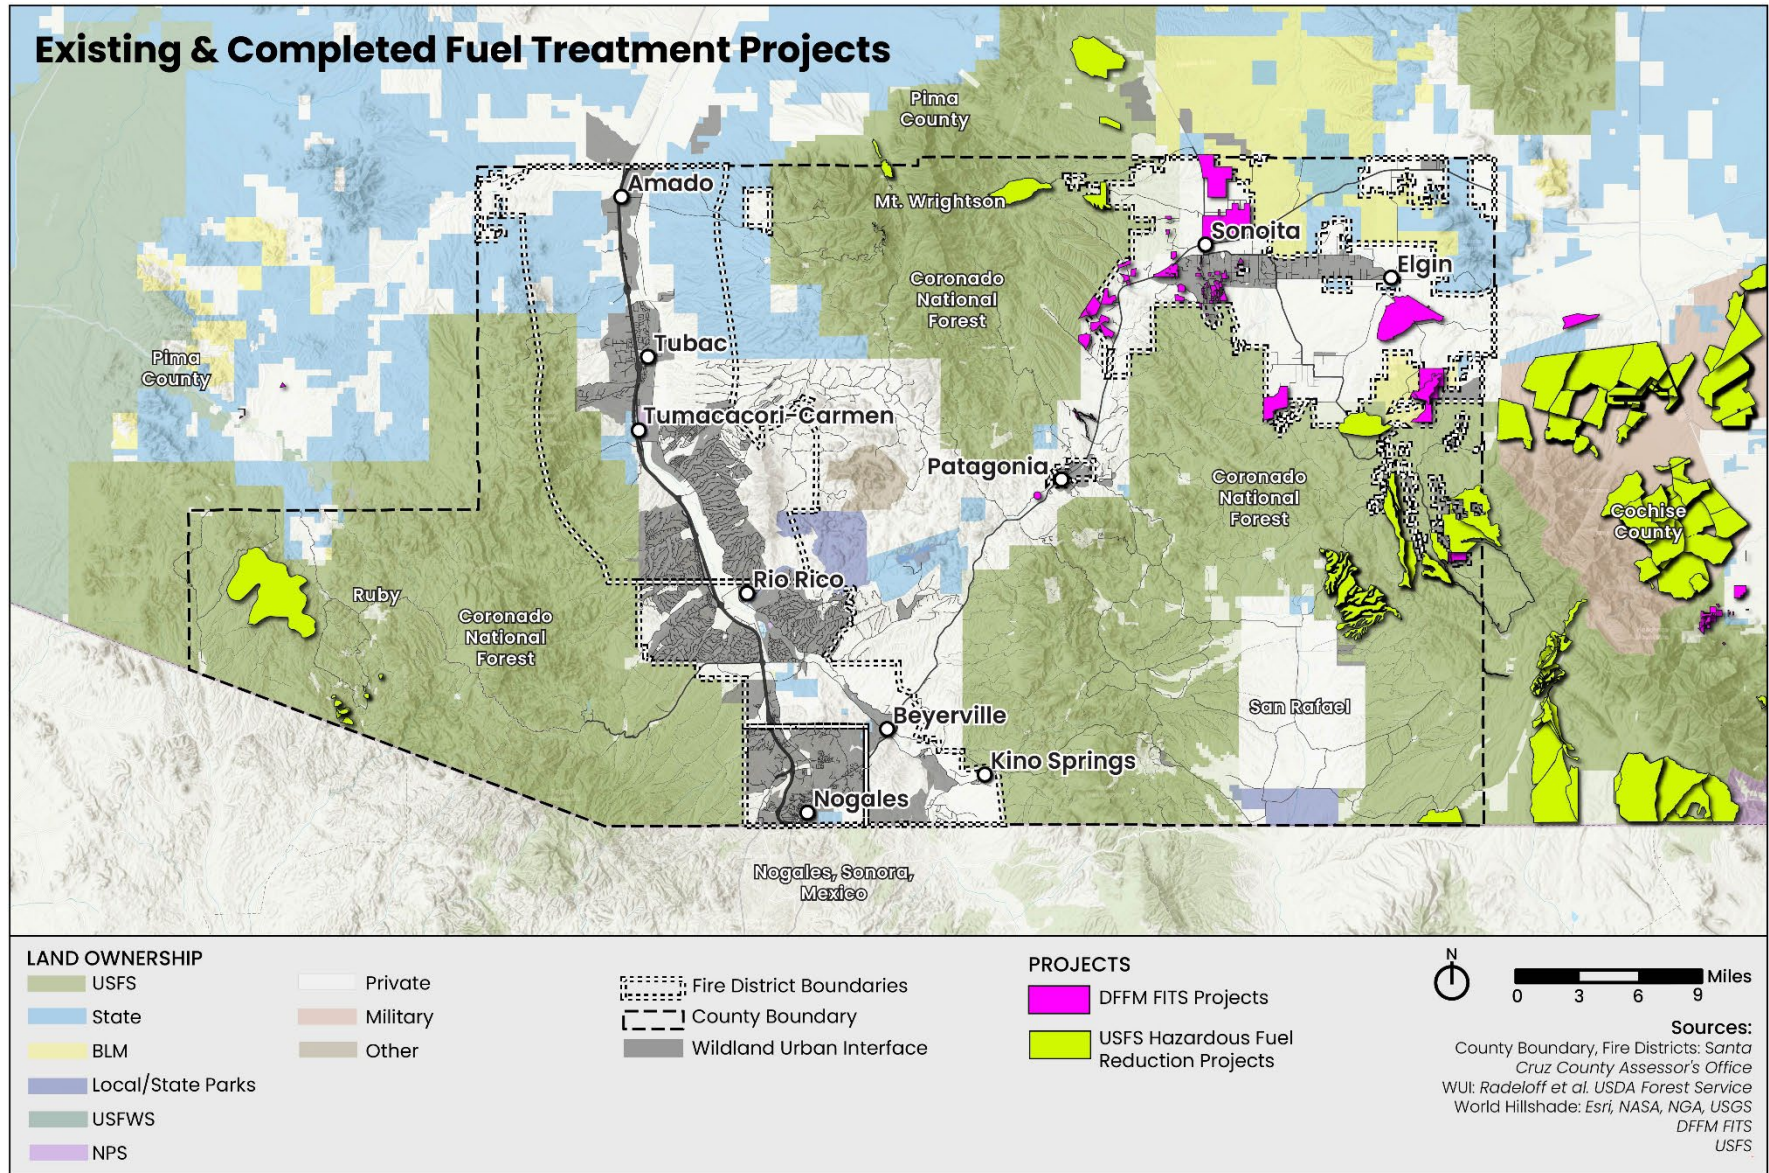 Existing & Completed Fuel Treatment Projects
Pima
County
Amado
Mt. Wrightson
Sonoita
Elgin
Coronado
National
Forest
Tubac
Pima
County
Tumacacori-Carmen
Patagonia
Coronado
National
Forest
Cochise
County
Rio Rico
Ruby
Coronado
National
Forest
San Rafael
Beyerville
Kino Springs
Nogales
Nogales, Sonora,
Mexico
LAND OWNERSHIP
USFS
State
BLM
Local/State Parks
USFWS
NPS
Private
Military
Other
Fire District Boundaries
County Boundary
Wildland Urban Interface
PROJECTS
DFFM FITS Projects
USFS Hazardous Fuel
Reduction Projects
N
Miles
0 3 6 9
Sources:
County Boundary, Fire Districts: Santa
Cruz County Assessor's Office
WUI: Radeloff et al. USDA Forest Service
World Hillshade: Esri, NASA, NGA, USGS
DFFM FITS
USFS